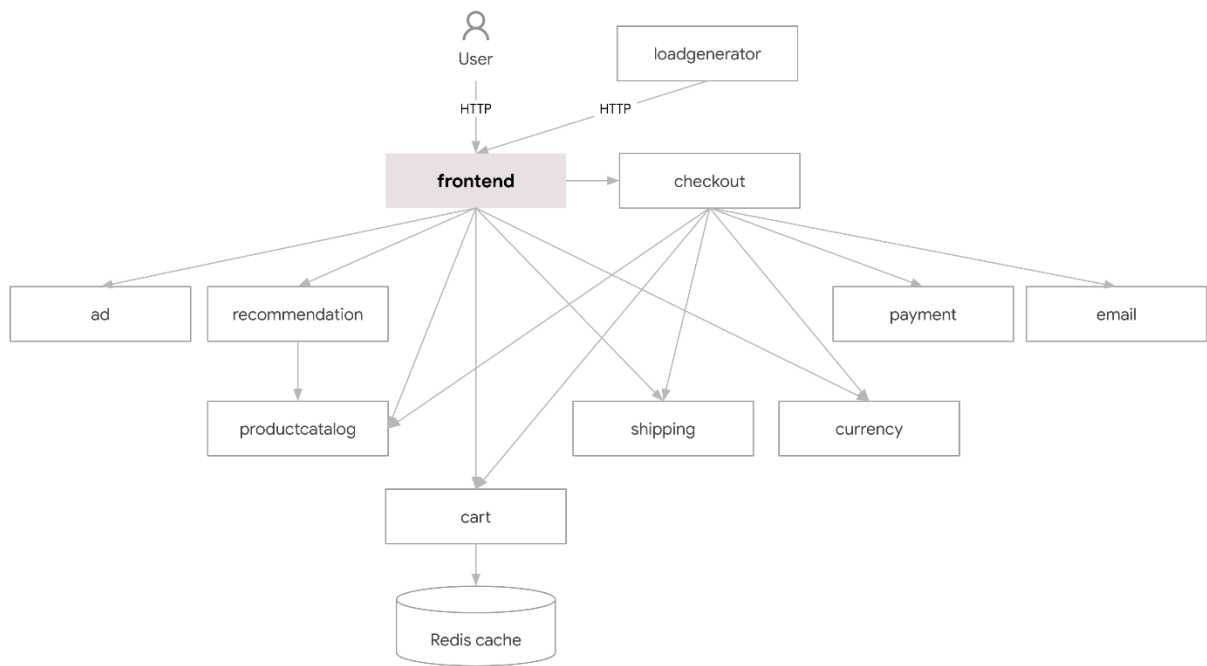 User
loadgenerator
HTTP
HTTP
frontend
checkout
ad
recommendation
payment
email
productcatalog
shipping
currency
cart
Redis cache